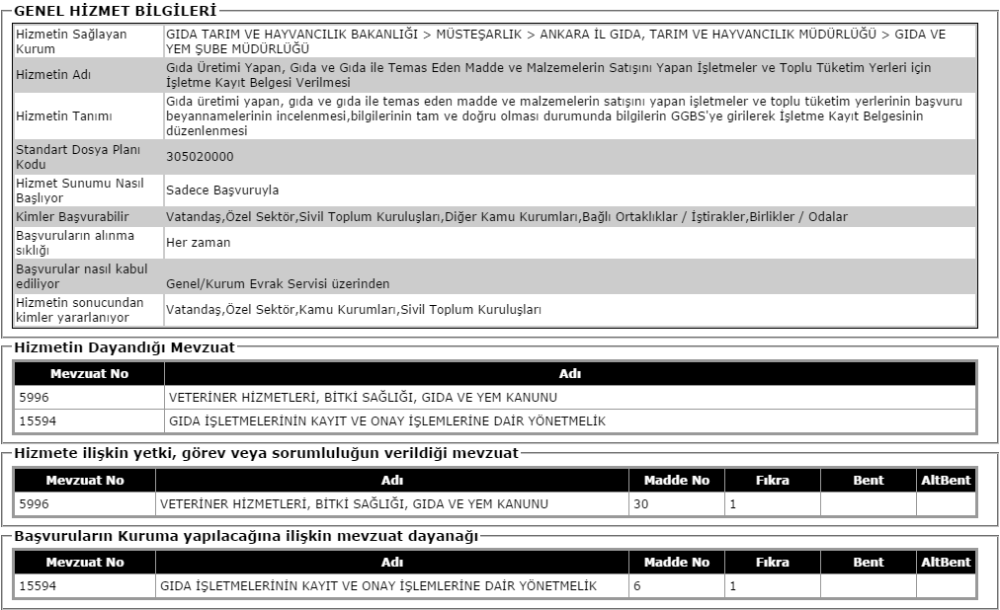 GENEL HİZMET BİLGİLERİ
Hizmetin Sağlayan Kurum
GIDA TARIM VE HAYVANCILIK BAKANLIĞI > MÜSTEŞARLIK > ANKARA İL GIDA, TARIM VE HAYVANCILIK MÜDÜRLÜĞÜ > GIDA VE
YEM ŞUBE MÜDÜRLÜĞÜ
Hizmetin Adı
Gıda Üretimi Yapan, Gıda ve Gıda ile Temas Eden Madde ve Malzemelerin Satışını Yapan İşletmeler ve Toplu Tüketim Yerleri için
İşletme Kayıt Belgesi Verilmesi
Hizmetin Tanımı
Gıda üretimi yapan, gıda ve gıda ile temas eden madde ve malzemelerin satışını yapan işletmeler ve toplu tüketim yerlerinin başvuru
beyannamelerinin incelenmesi,bilgilerinin tam ve doğru olması durumunda bilgilerin GGBS'ye girilerek İşletme Kayıt Belgesinin
düzenlenmesi
Standart Dosya Planı
Kodu
305020000
Hizmet Sunumu Nasıl
Başlıyor
Sadece Başvuruyla
Kimler Başvurabilir
Vatandaş,Özel Sektör,Sivil Toplum Kuruluşları,Diğer Kamu Kurumları,Bağlı Ortaklıklar / İştirakler,Birlikler / Odalar
Başvuruların alınma
sıklığı
Her zaman
Başvurular nasıl kabul
ediliyor
Genel/Kurum Evrak Servisi üzerinden
Hizmetin sonucundan
kimler yararlanıyor
Vatandaş,Özel Sektör,Kamu Kurumları,Sivil Toplum Kuruluşları
Hizmetin Dayandığı Mevzuat
Mevzuat No Adı
5996 VETERİNER HİZMETLERİ, BİTKİ SAĞLIĞI, GIDA VE YEM KANUNU
15594 GIDA İŞLETMELERİNİN KAYIT VE ONAY İŞLEMLERİNE DAİR YÖNETMELİK
Hizmete ilişkin yetki, görev veya sorumluluğun verildiği mevzuat
Mevzuat No Adı Madde No Fıkra Bent AltBent
5996 VETERİNER HİZMETLERİ, BİTKİ SAĞLIĞI, GIDA VE YEM KANUNU 30 1
Başvuruların Kuruma yapılacağına ilişkin mevzuat dayanağı
Mevzuat No Adı Madde No Fıkra Bent AltBent
15594 GIDA İŞLETMELERİNİN KAYIT VE ONAY İŞLEMLERİNE DAİR YÖNETMELİK 6 1